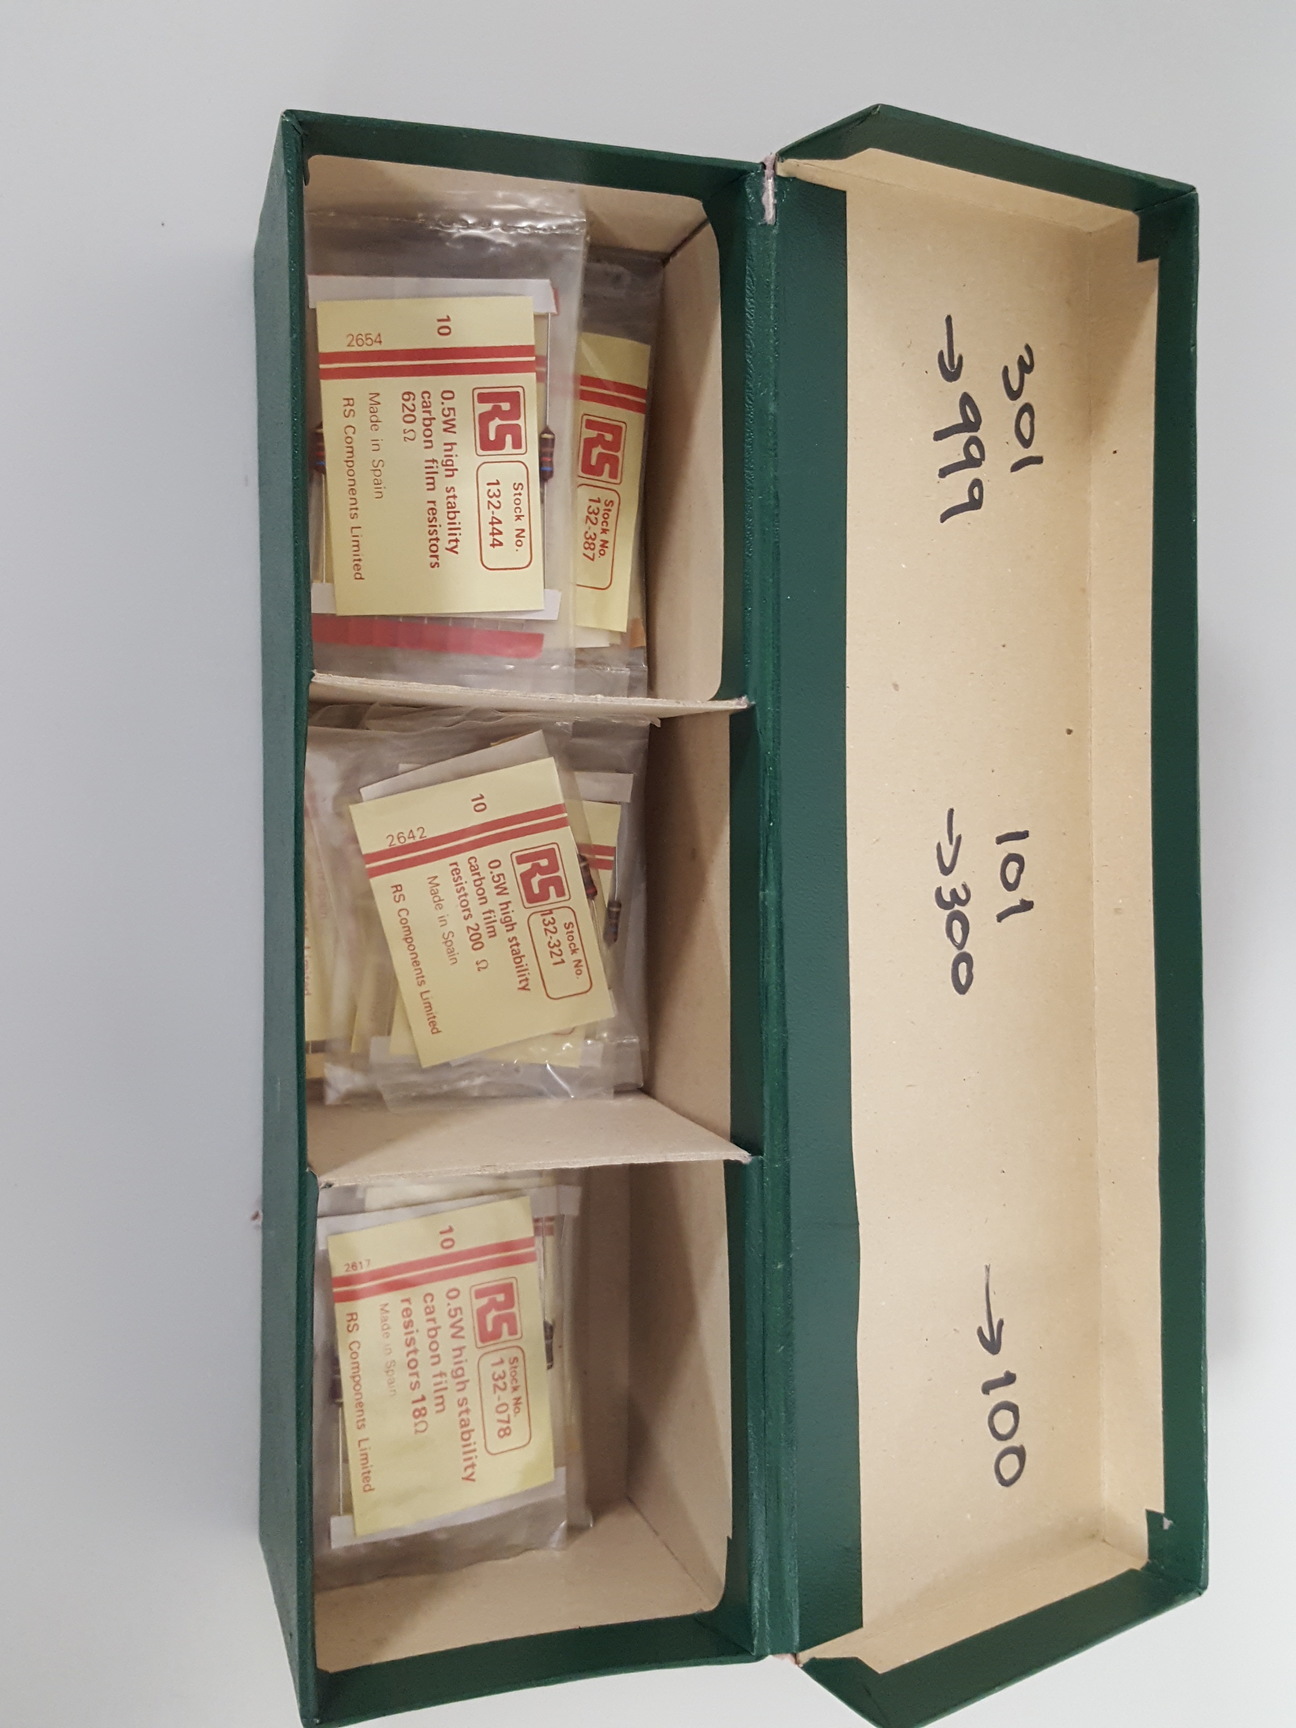 301
→999
101
→300
→100
10
2654
RS
Stock No.
132-444
0.5W high stability
carbon film resistors
620 Ω
Made in Spain
RS Components Limited
RS
Stock No.
132-387
10
2642
RS
Stock No.
132-321
0.5W high stability
carbon film
resistors 200 Ω
Made in Spain
RS Components Limited
10
2617
RS
Stock No.
132-078
0.5W high stability
carbon film
resistors 18Ω
Made in Spain
RS Components Limited